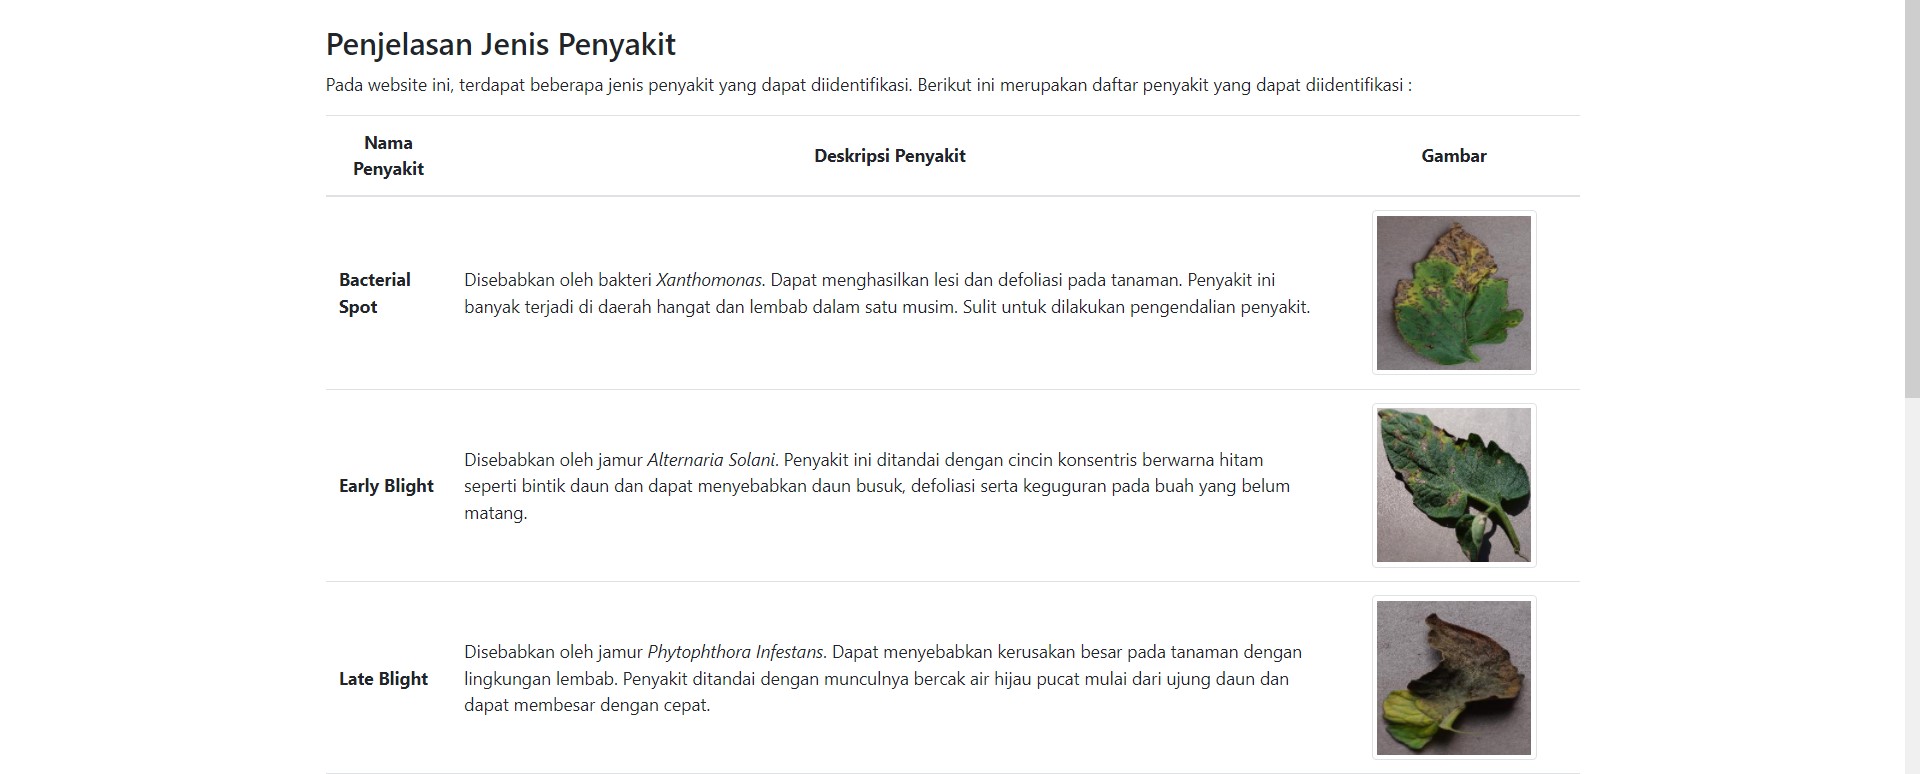 Penjelasan Jenis Penyakit
Pada website ini, terdapat beberapa jenis penyakit yang dapat diidentifikasi. Berikut ini merupakan daftar penyakit yang dapat diidentifikasi :
Nama
Penyakit
Deskripsi Penyakit
Gambar
Bacterial
Spot
Disebabkan oleh bakteri Xanthomonas. Dapat menghasilkan lesi dan defoliasi pada tanaman. Penyakit ini
banyak terjadi di daerah hangat dan lembab dalam satu musim. Sulit untuk dilakukan pengendalian penyakit.
Early Blight
Disebabkan oleh jamur Alternaria Solani. Penyakit ini ditandai dengan cincin konsentris berwarna hitam
seperti bintik daun dan dapat menyebabkan daun busuk, defoliasi serta keguguran pada buah yang belum
matang.
Late Blight
Disebabkan oleh jamur Phytophthora Infestans. Dapat menyebabkan kerusakan besar pada tanaman dengan
lingkungan lembab. Penyakit ditandai dengan munculnya bercak air hijau pucat mulai dari ujung daun dan
dapat membesar dengan cepat.